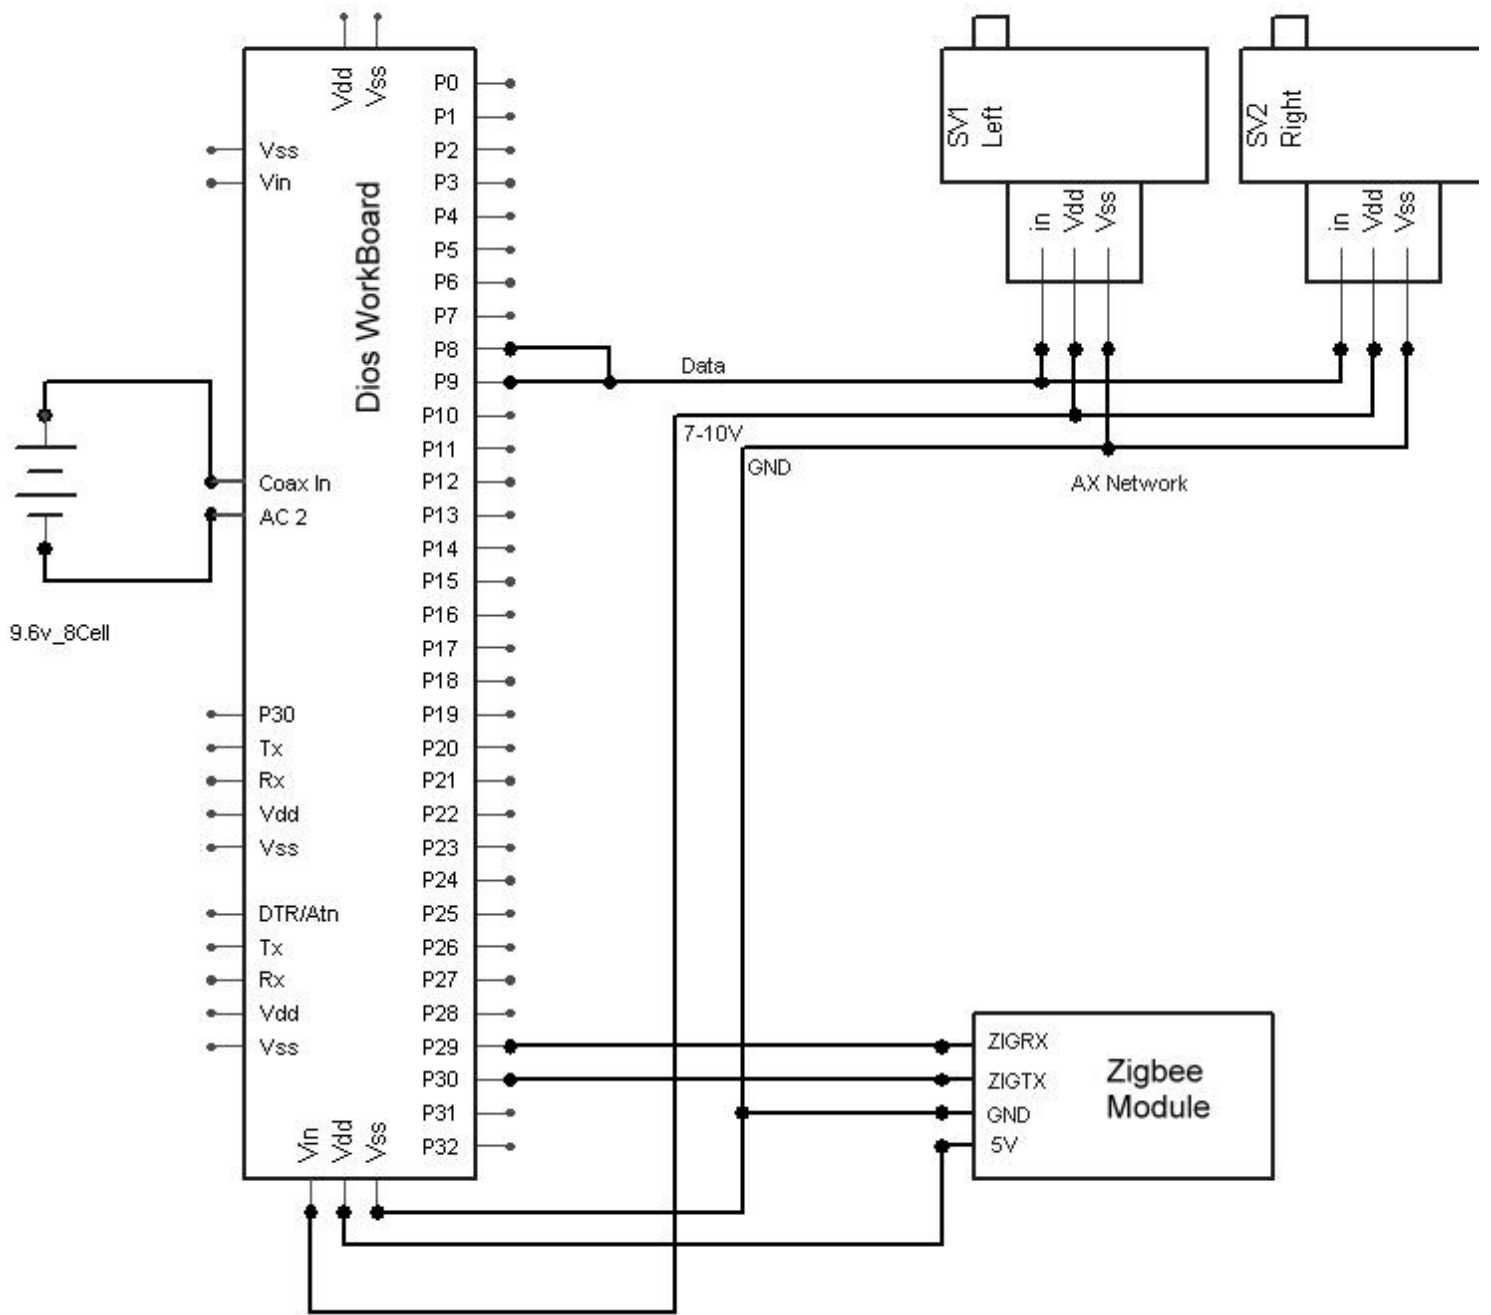 Vdd
Vss
Vss
Vin
Dios WorkBoard
Coax In
AC 2
9.6v_8Cell
P30
Tx
Rx
Vdd
Vss
DTR/Atn
Tx
Rx
Vdd
Vss
Vin
Vdd
Vss
P0
P1
P2
P3
P4
P5
P6
P7
P8
P9
P10
P11
P12
P13
P14
P15
P16
P17
P18
P19
P20
P21
P22
P23
P24
P25
P26
P27
P28
P29
P30
P31
P32
SV1
Left
in
Vdd
Vss
SV2
Right
in
Vdd
Vss
Data
7-10V
GND
AX Network
ZIGRX
ZIGTX
GND
5V
Zigbee
Module